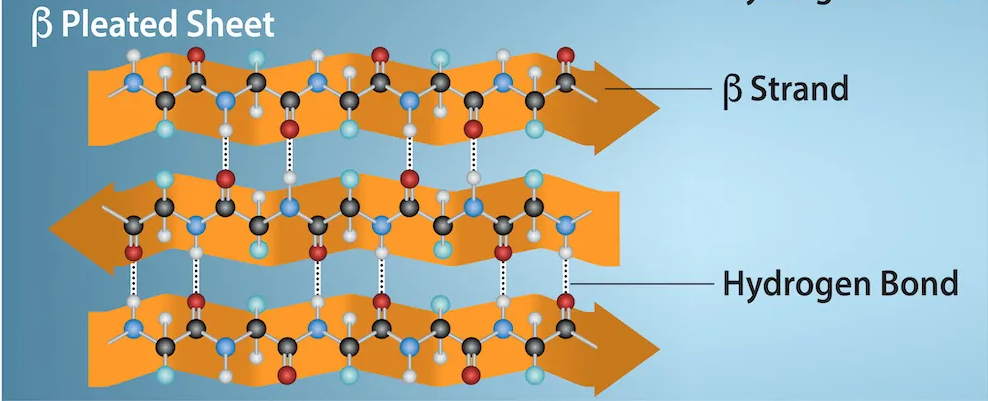 β Pleated Sheet
β Strand
Hydrogen Bond